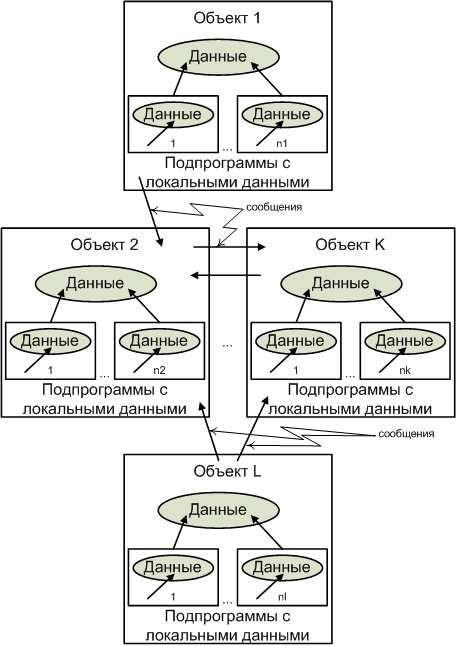 Объект 1
Данные
Данные
Данные
1
...
n1
Подпрограммы с
локальными данными
сообщения
Объект 2
Объект K
Данные
Данные
Данные
Данные
Данные
Данные
1
...
n2
...
1
...
nk
Подпрограммы с
локальными данными
Подпрограммы с
локальными данными
сообщения
Объект L
Данные
Данные
Данные
1
...
nl
Подпрограммы с
локальными данными